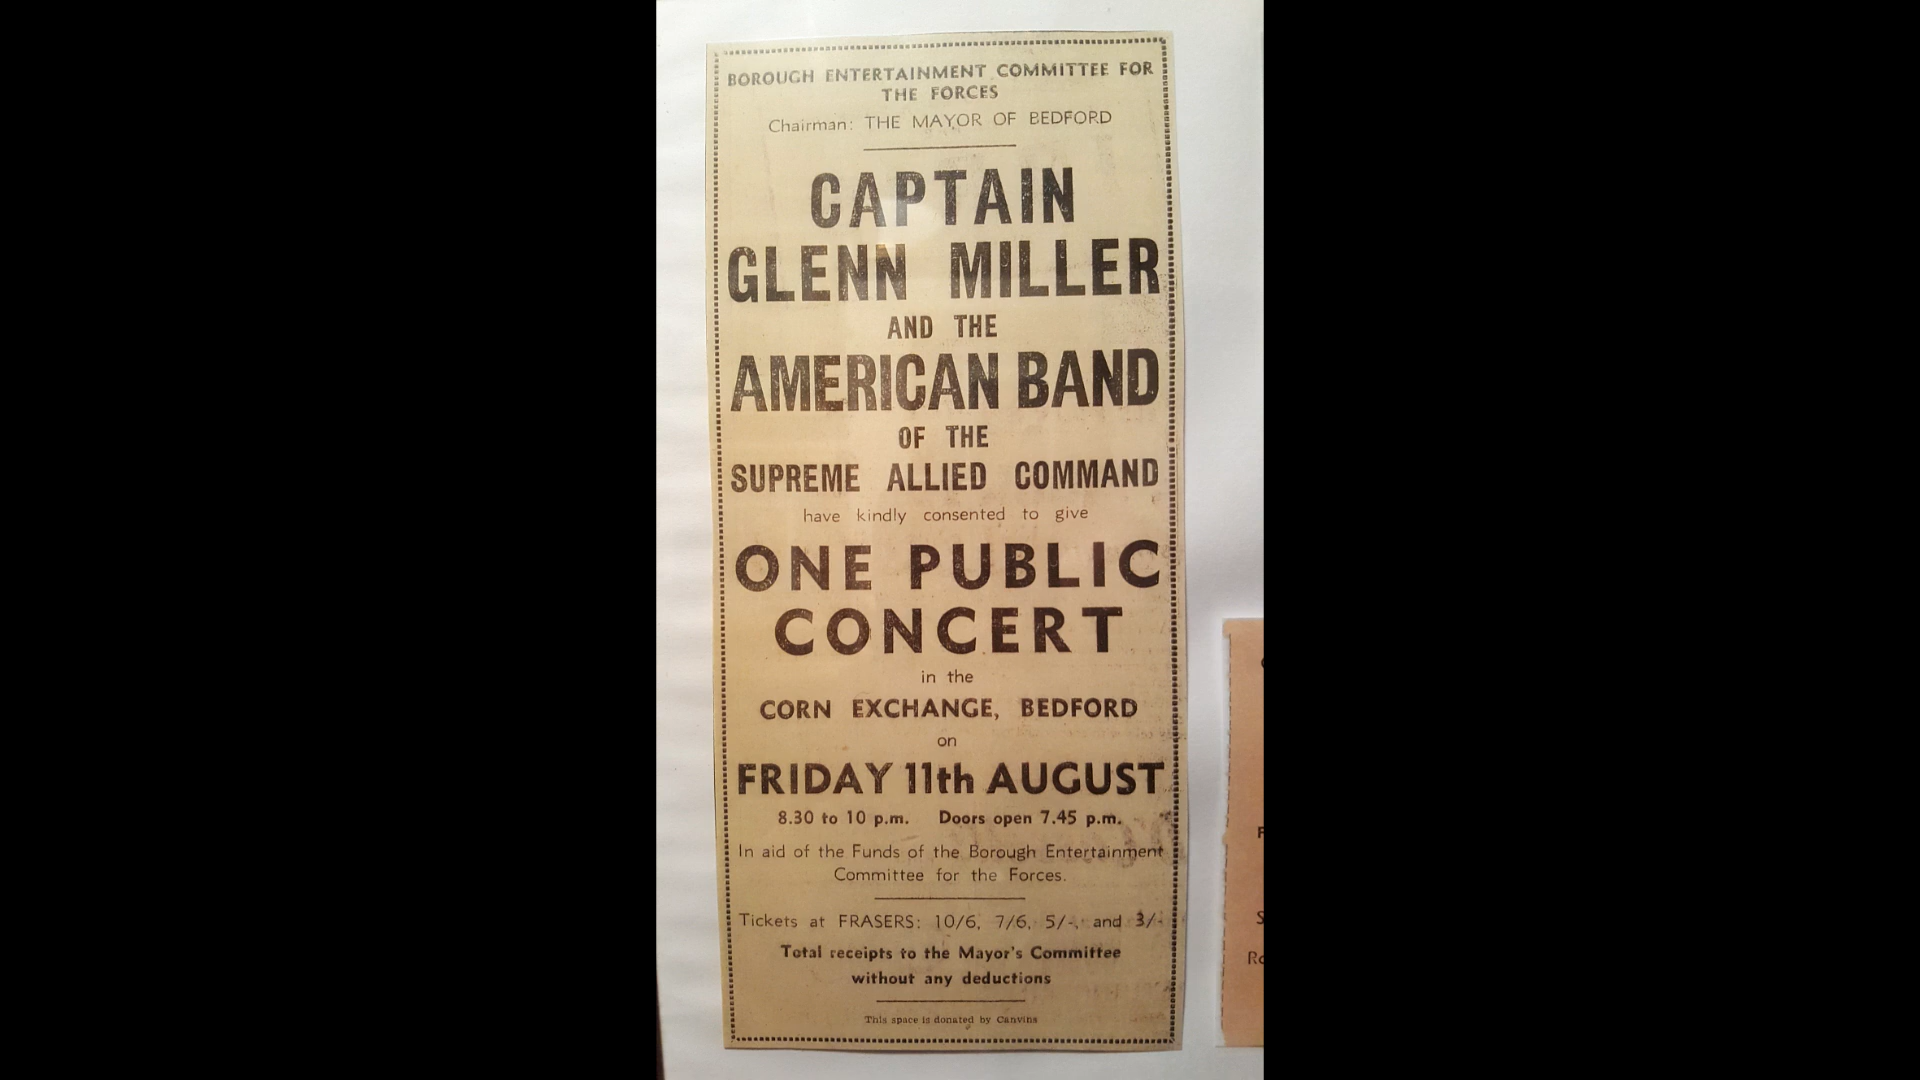 BOROUGH ENTERTAINMENT COMMITTEE FOR
THE FORCES
Chairman: THE MAYOR OF BEDFORD
CAPTAIN
GLENN MILLER
AND THE
AMERICAN BAND
OF THE
SUPREME ALLIED COMMAND
have kindly consented to give
ONE PUBLIC
CONCERT
in the
CORN EXCHANGE, BEDFORD
on
FRIDAY 11th AUGUST
8.30 to 10 p.m. Doors open 7.45 p.m.
In aid of the Funds of the Borough Entertainment
Committee for the Forces.
Tickets at FRASERS: 10/6, 7/6, 5/-, and 3/-
Total receipts to the Mayor's Committee
without any deductions
This space is donated by Canvins